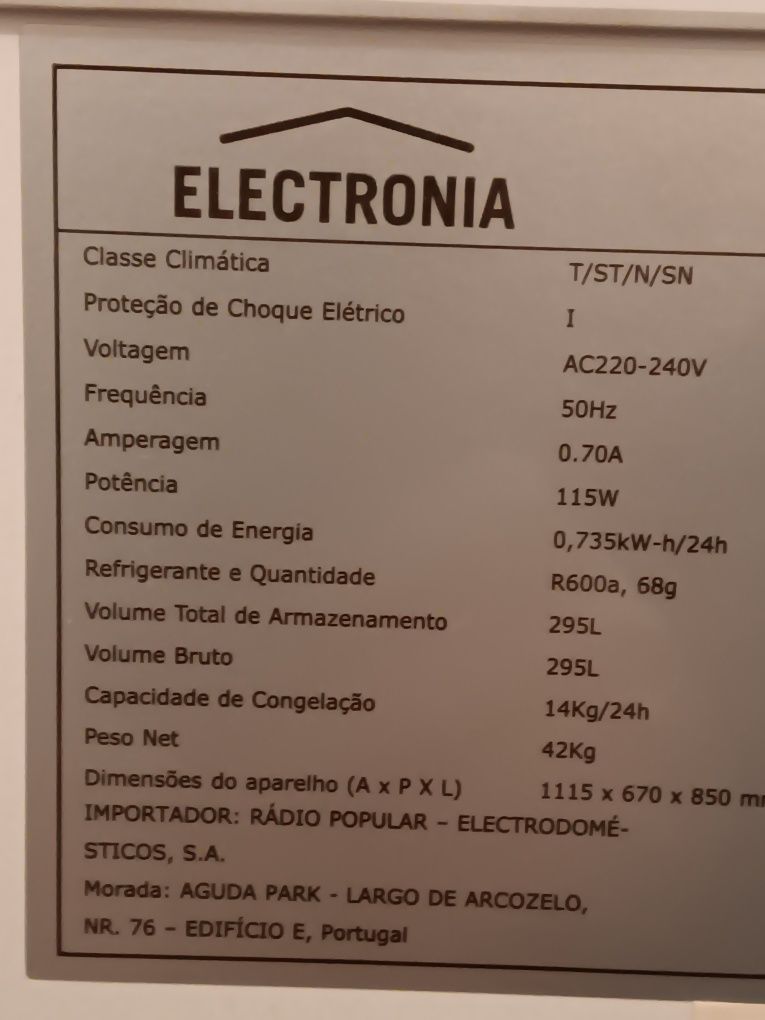 ELECTRONIA
Classe Climática T/ST/N/SN
Proteção de Choque Elétrico I
Voltagem AC220-240V
Frequência 50Hz
Amperagem 0.70A
Potência 115W
Consumo de Energia 0,735kW-h/24h
Refrigerante e Quantidade R600a, 68g
Volume Total de Armazenamento 295L
Volume Bruto 295L
Capacidade de Congelação 14Kg/24h
Peso Net 42Kg
Dimensões do aparelho (A x P X L) 1115 x 670 x 850
IMPORTADOR: RÁDIO POPULAR – ELECTRODOMÉ-
STICOS, S.A.
Morada: AGUDA PARK - LARGO DE ARCOZELO,
NR. 76 – EDIFÍCIO E, Portugal